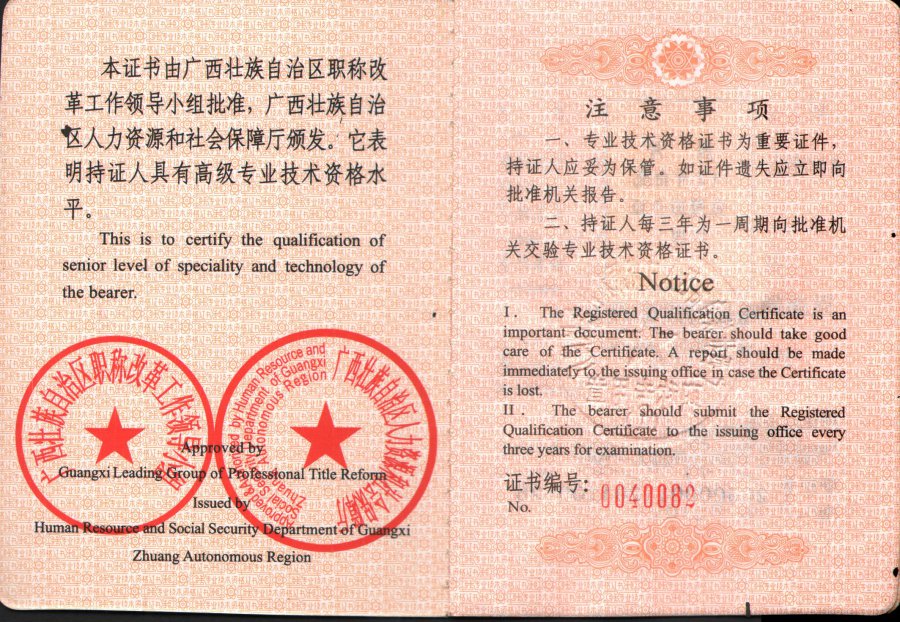 本证书由广西壮族自治区职称改
革工作领导小组批准，广西壮族自治
区人力资源和社会保障厅颁发。它表
明持证人具有高级专业技术资格水
平。
This is to certify the qualification of
senior level of speciality and technology of
the bearer.
广西壮族自治区职称改革工作领导小组
广西壮族自治区人力资源和社会保障厅
Human Resource and
Department of Guangxi
Autonomous Region
Approved by
Guangxi Leading Group of Professional Title Reform
Issued by
Human Resource and Social Security Department of Guangxi
Zhuang Autonomous Region
注意事项
一、专业技术资格证书为重要证件，
持证人应妥为保管。如证件遗失应立即向
批准机关报告。
二、持证人每三年为一周期向批准机
关交验专业技术资格证书。
Notice
I . The Registered Qualification Certificate is an
important document. The bearer should take good
care of the Certificate. A report should be made
immediately to the issuing office in case the Certificate
is lost.
II . The bearer should submit the Registered
Qualification Certificate to the issuing office every
three years for examination.
证书编号：
No.
0040082